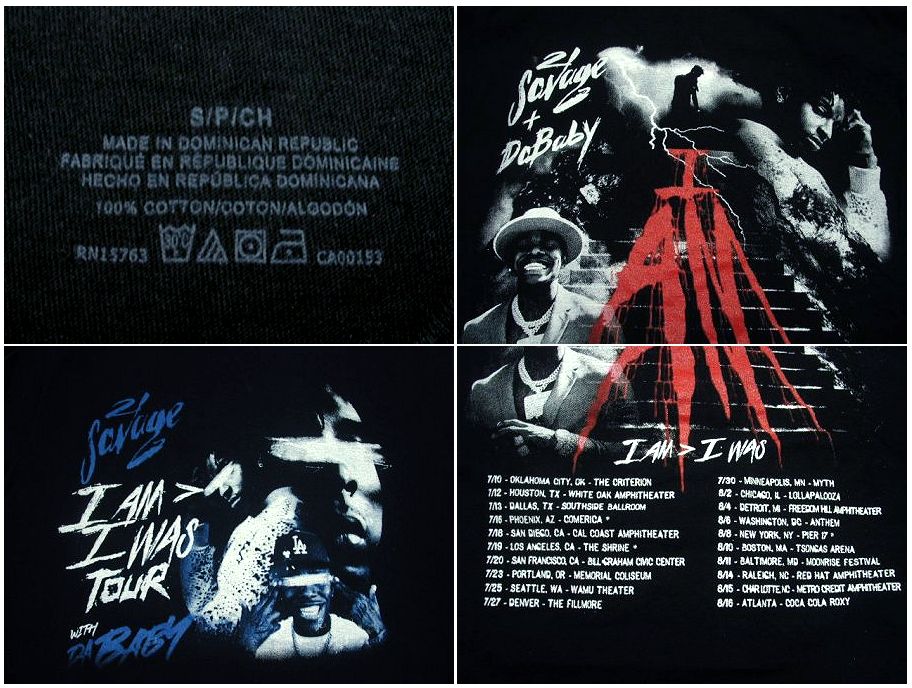 S/P/CH
MADE IN DOMINICAN REPUBLIC
FABRIQUÉ EN RÉPUBLIQUE DOMINICAINE
HECHO EN REPÚBLICA DOMINICANA
100% COTTON/COTON/ALGODÓN
RN15763 30°C CA00153
21
Savage
+
DaBaby
I AM
21
Savage
I AM >
I WAS
TOUR
WITH
DABABY
LA
I AM > I WAS
7/10 - OKLAHOMA CITY, OK - THE CRITERION
7/12 - HOUSTON, TX - WHITE OAK AMPHITHEATER
7/13 - DALLAS, TX - SOUTHSIDE BALLROOM
7/16 - PHOENIX, AZ - COMERICA *
7/18 - SAN DIEGO, CA - CAL COAST AMPHITHEATER
7/19 - LOS ANGELES, CA - THE SHRINE *
7/20 - SAN FRANCISCO, CA - BILL GRAHAM CIVIC CENTER
7/23 - PORTLAND, OR - MEMORIAL COLISEUM
7/25 - SEATTLE, WA - WAMU THEATER
7/27 - DENVER - THE FILLMORE
7/30 - MINNEAPOLIS, MN - MYTH
8/2 - CHICAGO, IL - LOLLAPALOOZA
8/4 - DETROIT, MI - FREEDOM HILL AMPHITHEATER
8/6 - WASHINGTON, DC - ANTHEM
8/8 - NEW YORK, NY - PIER 17 *
8/10 - BOSTON, MA - TSONGAS ARENA
8/11 - BALTIMORE, MD - MOONRISE FESTIVAL
8/14 - RALEIGH, NC - RED HAT AMPHITHEATER
8/15 - CHARLOTTE, NC - METRO CREDIT AMPHITHEATER
8/16 - ATLANTA - COCA COLA ROXY